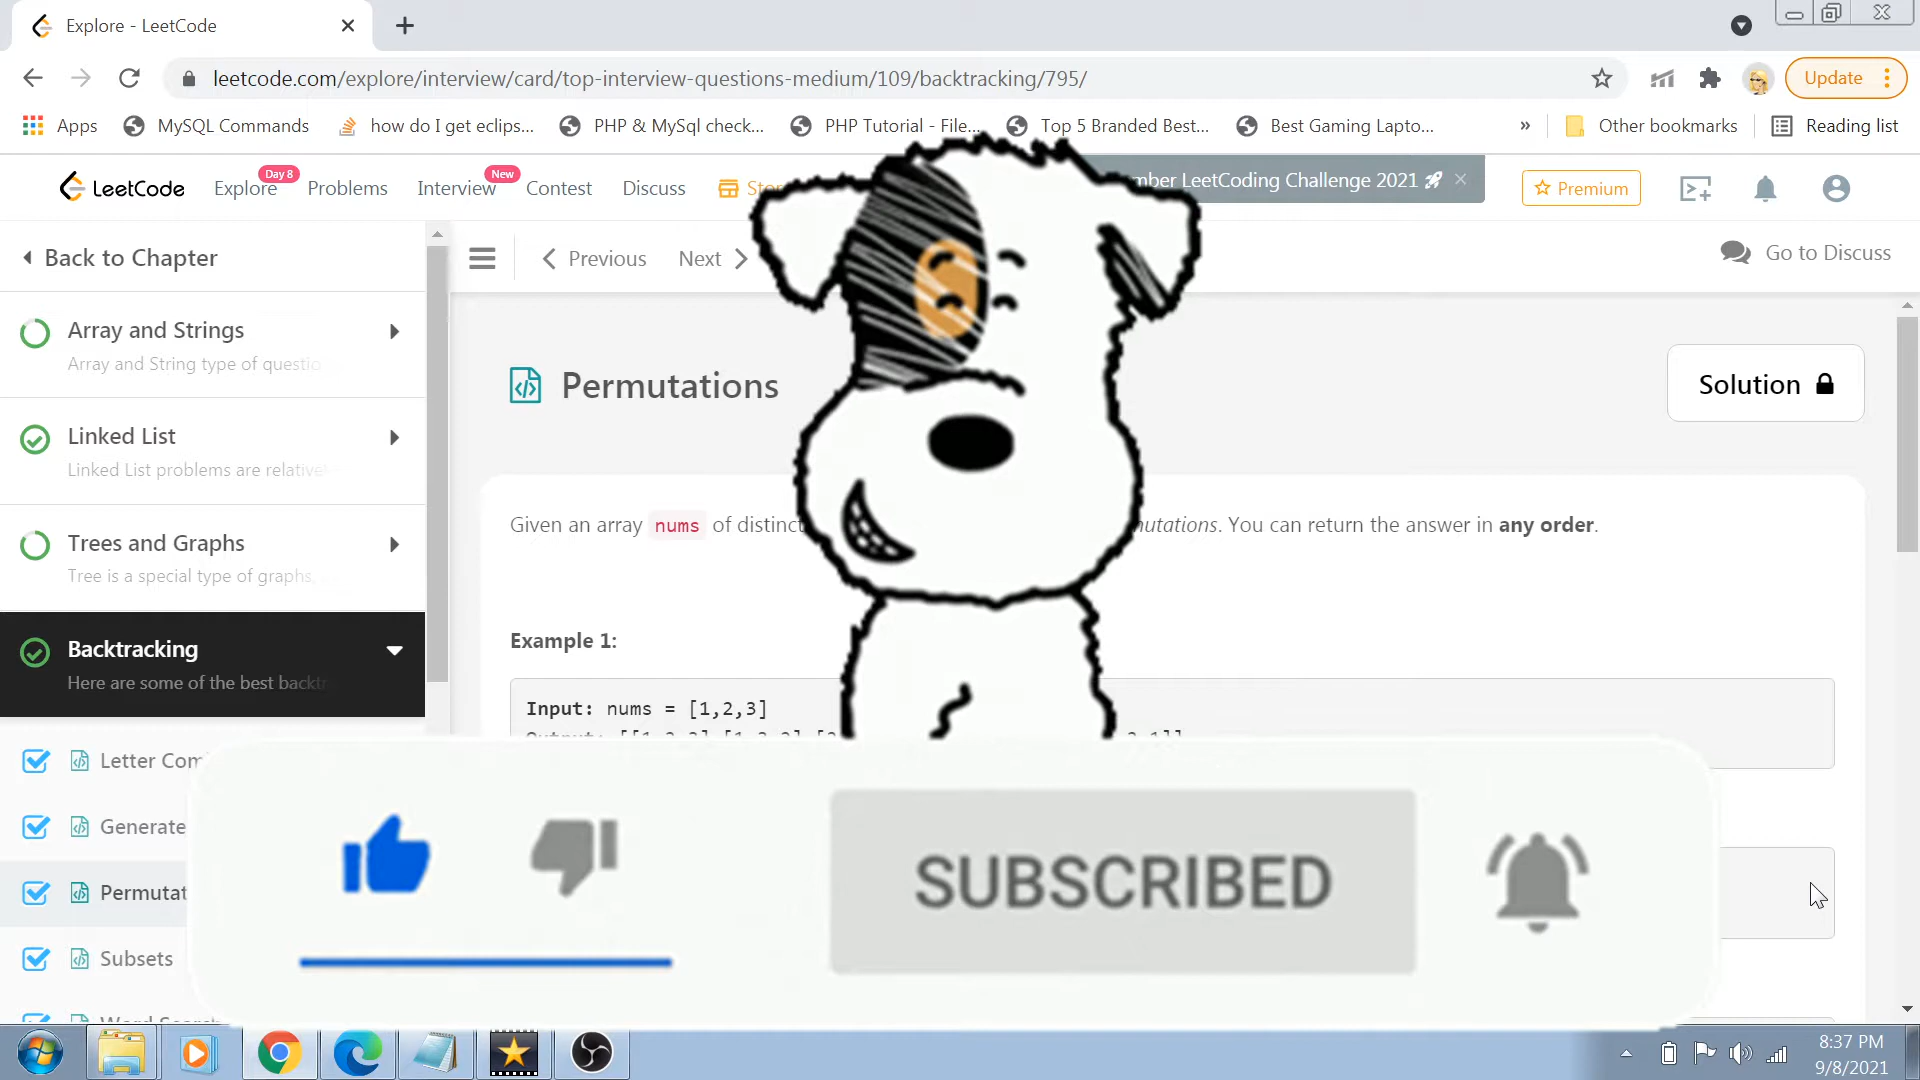 Explore - LeetCode
leetcode.com/explore/interview/card/top-interview-questions-medium/109/backtracking/795/
Update
Apps
MySQL Commands
how do I get eclips...
PHP & MySql check...
PHP Tutorial - File...
Top 5 Branded Best...
Best Gaming Lapto...
»
Other bookmarks
Reading list
LeetCode
Explore
Day 8
Problems
Interview
New
Contest
Discuss
LeetCoding Challenge 2021
Premium
Back to Chapter
Previous
Next
Go to Discuss
Array and Strings
Array and String type of questio
Linked List
Linked List problems are relative
Trees and Graphs
Tree is a special type of graphs,
Backtracking
Here are some of the best backt
Letter Com
Generate
Permutat
Subsets
Word Search
Permutations
Solution
Given an array nums of distinct mutations. You can return the answer in any order.
Example 1:
Input: nums = [1,2,3]
SUBSCRIBED
8:37 PM
9/8/2021